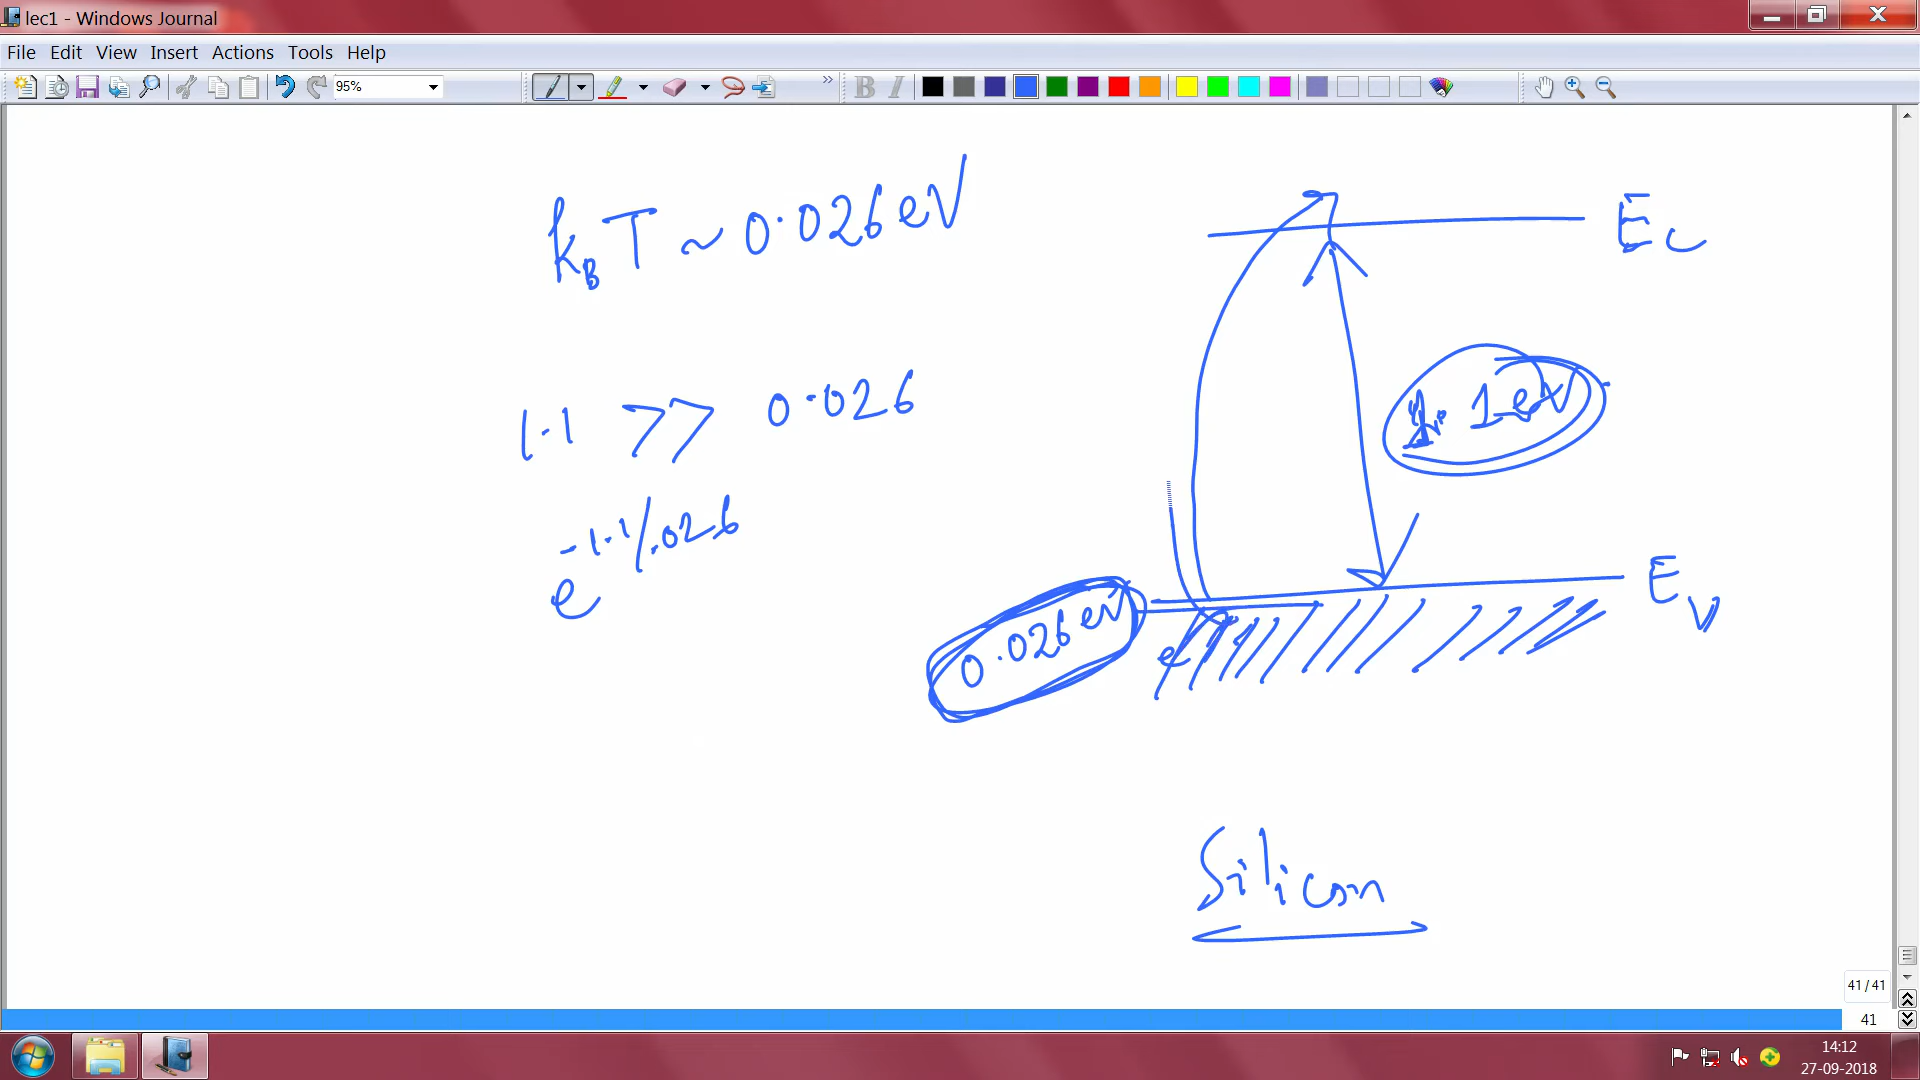 lec1 - Windows Journal
File Edit View Insert Actions Tools Help
95%
k_B T ~ 0.026 eV
1.1 >> 0.026
e^{-1.1/.026}
E_C
1.1 eV
E_V
0.026 eV
e
Silicon
41 / 41
41
14:12
27-09-2018